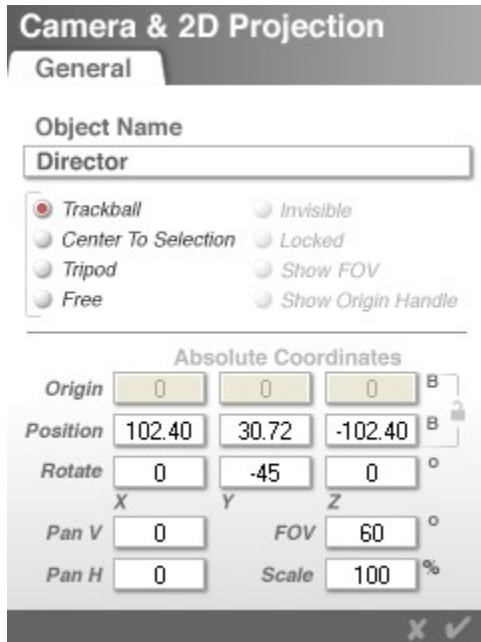 Camera & 2D Projection
General
Object Name
Director
Trackball Invisible
Center To Selection Locked
Tripod Show FOV
Free Show Origin Handle
Absolute Coordinates
Origin 0 0 0 B
Position 102.40 30.72 -102.40 B
Rotate 0 -45 0 °
X Y Z
Pan V 0 FOV 60 °
Pan H 0 Scale 100 %